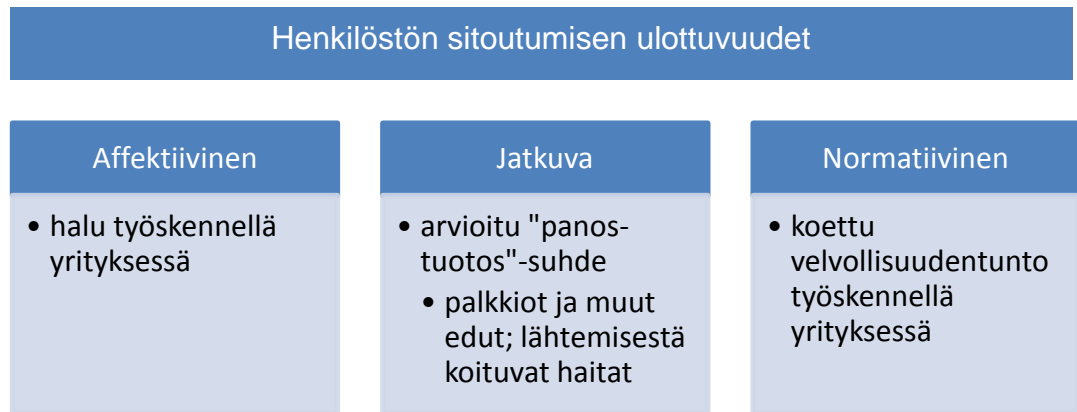 Henkilöstön sitoutumisen ulottuvuudet
Affektiivinen
• halu työskennellä
yrityksessä
Jatkuva
• arvioitu "panos-
tuotos"-suhde
• palkkiot ja muut
edut; lähtemisestä
koituvat haitat
Normatiivinen
• koettu
velvollisuudentunto
työskennellä
yrityksessä